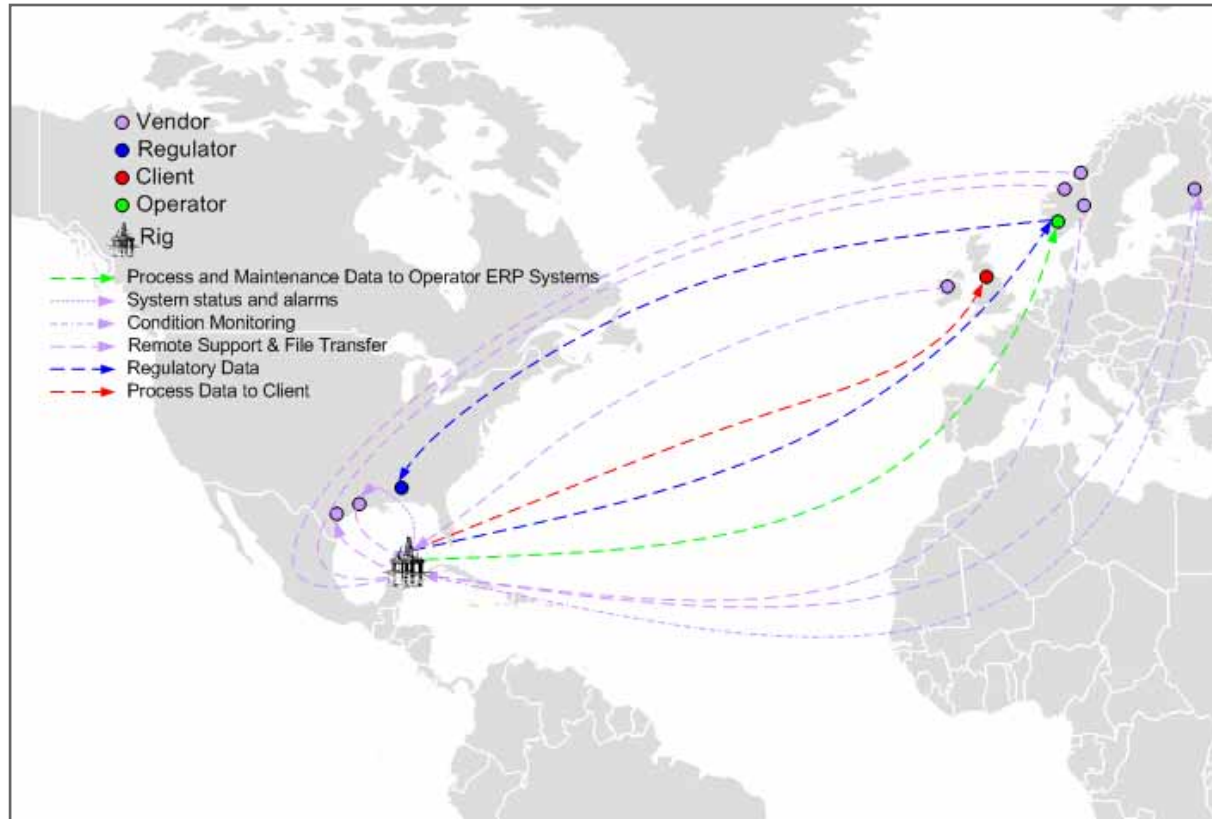 Vendor
Regulator
Client
Operator
Rig
Process and Maintenance Data to Operator ERP Systems
System status and alarms
Condition Monitoring
Remote Support & File Transfer
Regulatory Data
Process Data to Client